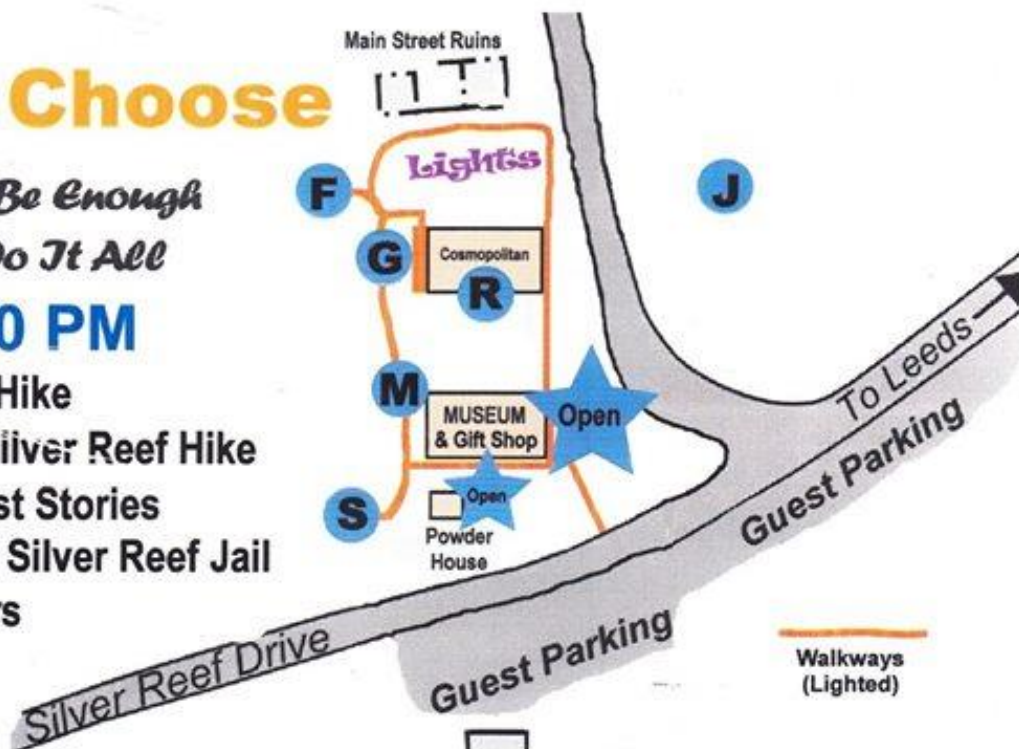 Choose
Be Enough
Do It All
0 PM
Hike
Silver Reef Hike
st Stories
Silver Reef Jail
rs
Main Street Ruins
Lights
F
J
G
Cosmopolitan
R
M
MUSEUM
& Gift Shop
Open
S
Open
Powder
House
To Leeds
Guest Parking
Guest Parking
Silver Reef Drive
Walkways
(Lighted)